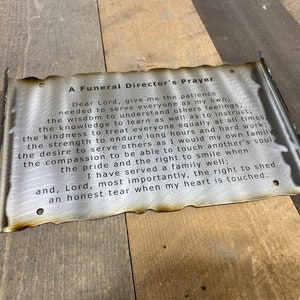 A Funeral Director's Prayer
Dear Lord, give me the patience
needed to serve everyone as my own;
the wisdom to understand others feelings;
the knowledge to learn as well as to instruct;
the kindness to treat everyone equally at all times;
the strength to endure long hours and hard work;
the desire to serve others as I would my own family;
the compassion to be able to touch another's soul;
the pride and the right to smile when
I have served a family well;
and, Lord, most importantly, the right to shed
an honest tear when my heart is touched.